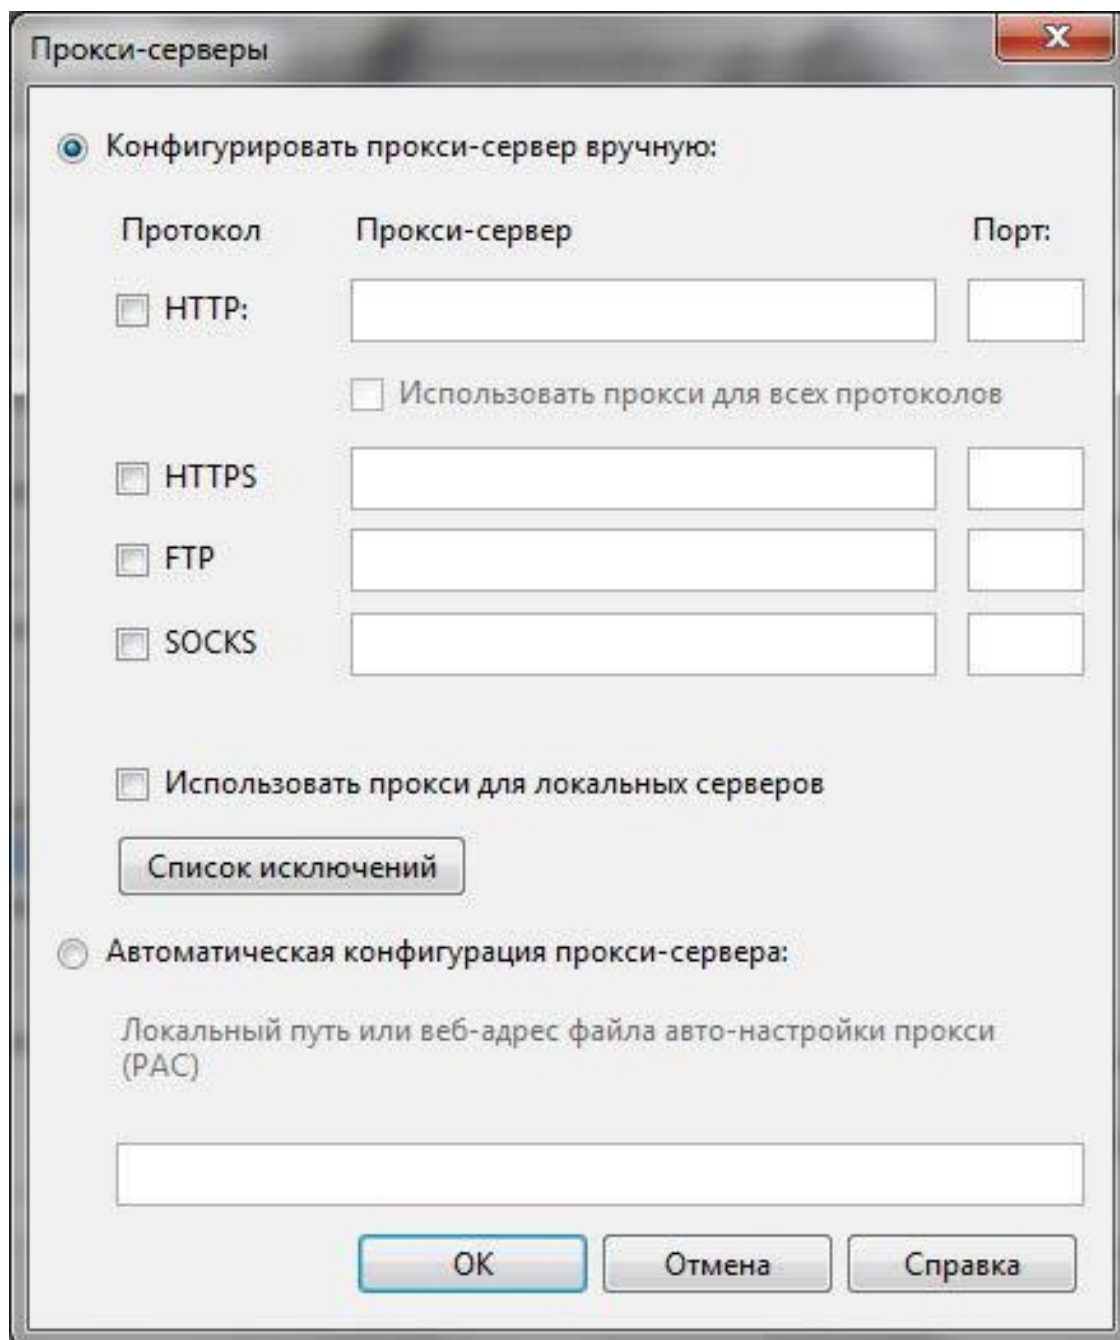 Прокси-серверы
Конфигурировать прокси-сервер вручную:
Протокол Прокси-сервер Порт:
HTTP:
Использовать прокси для всех протоколов
HTTPS
FTP
SOCKS
Использовать прокси для локальных серверов
Список исключений
Автоматическая конфигурация прокси-сервера:
Локальный путь или веб-адрес файла авто-настройки прокси
(PAC)
OK Отмена Справка